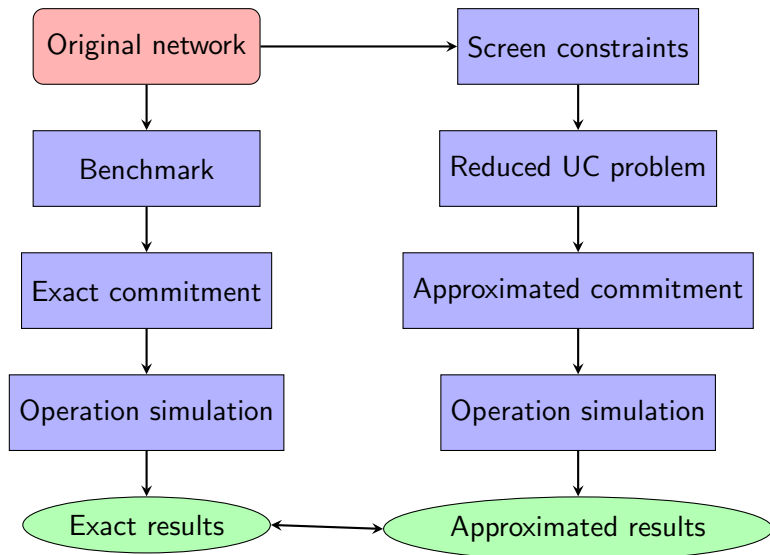 Original network
Screen constraints
Benchmark
Reduced UC problem
Exact commitment
Approximated commitment
Operation simulation
Operation simulation
Exact results
Approximated results